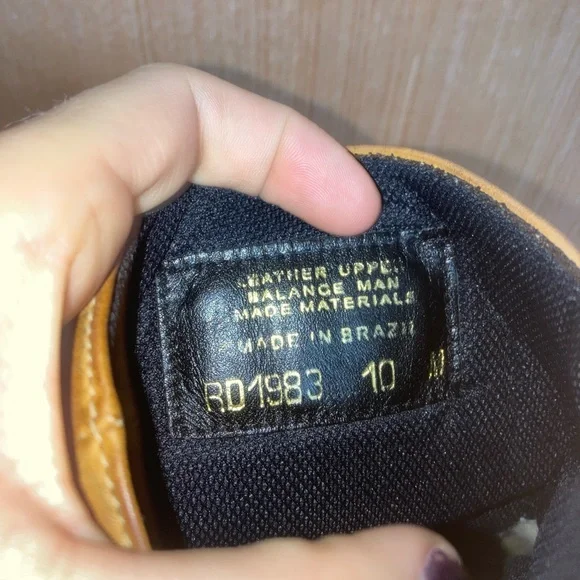 LEATHER UPPER
BALANCE MAN
MADE MATERIALS
MADE IN BRAZIL
RD1983 10 M